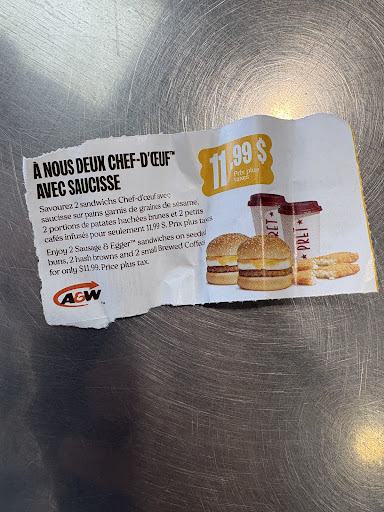 À NOUS DEUX CHEF-D'ŒUF™
AVEC SAUCISSE
Savourez 2 sandwichs Chef-d'œuf avec
saucisse sur pains garnis de graines de sésame,
2 portions de patates hachées brunes et 2 petits
cafés infusés pour seulement 11,99 $. Prix plus taxes
Enjoy 2 Sausage & Egger™ sandwiches on seeded
buns, 2 hash browns and 2 small Brewed Coffees
for only $11.99. Price plus tax.
A&W™
11,99 $
Prix plus
taxes
PRET
PRET